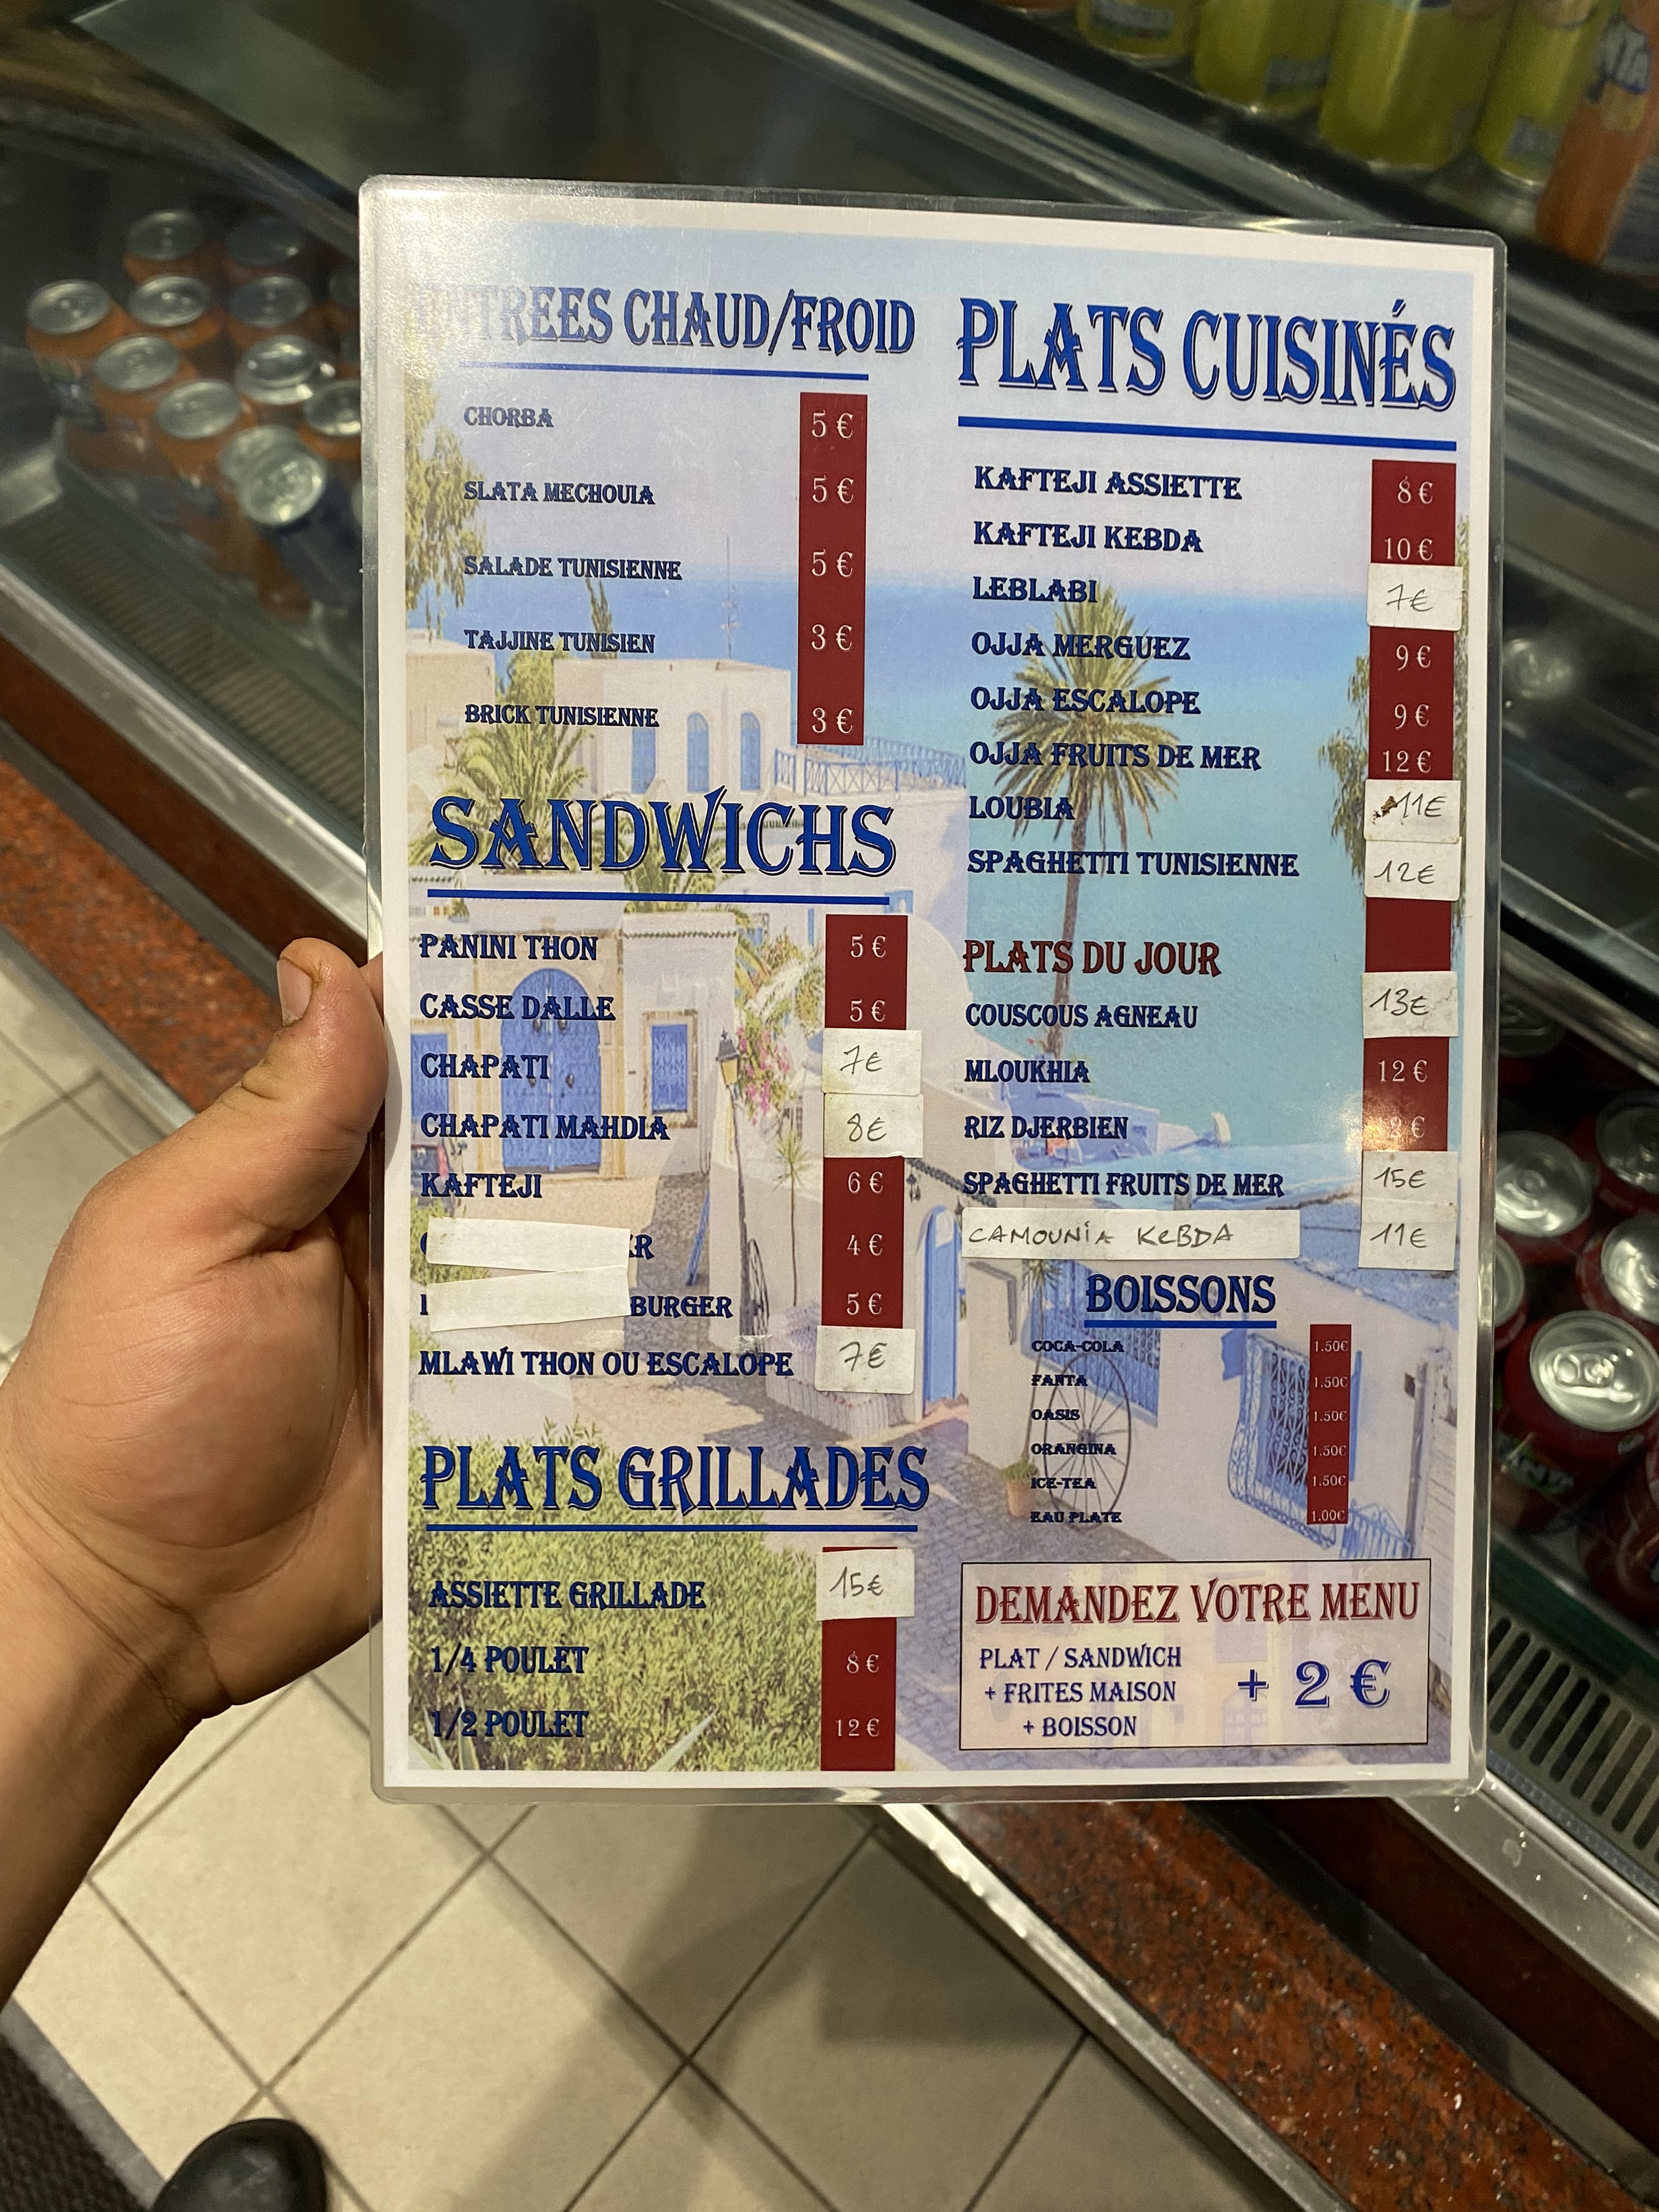 ENTREES CHAUD/FROID
CHORBA 5 €
SLATA MECHOUIA 5 €
SALADE TUNISIENNE 5 €
TAJJINE TUNISIEN 3 €
BRICK TUNISIENNE 3 €
SANDWICHS
PANINI THON 5 €
CASSE DALLE 5 €
CHAPATI 7€
CHAPATI MAHDIA 8€
KAFTEJI 6 €
4 €
BURGER 5 €
MLAWI THON OU ESCALOPE 7€
PLATS GRILLADES
ASSIETTE GRILLADE 15€
1/4 POULET 8 €
1/2 POULET 12 €
PLATS CUISINÉS
KAFTEJI ASSIETTE 8 €
KAFTEJI KEBDA 10 €
LEBLABI 7€
OJJA MERGUEZ 9 €
OJJA ESCALOPE 9 €
OJJA FRUITS DE MER 12 €
LOUBIA 11€
SPAGHETTI TUNISIENNE 12€
PLATS DU JOUR
COUSCOUS AGNEAU 13€
MLOUKHIA 12 €
RIZ DJERBIEN
SPAGHETTI FRUITS DE MER 15€
CAMOUNIA KeBDA 11€
BOISSONS
COCA-COLA 1.50€
FANTA 1.50€
OASIS 1.50€
ORANGINA 1.50€
ICE-TEA 1.50€
EAU PLATE 1.00€
DEMANDEZ VOTRE MENU
PLAT / SANDWICH
+ FRITES MAISON
+ BOISSON
+ 2 €